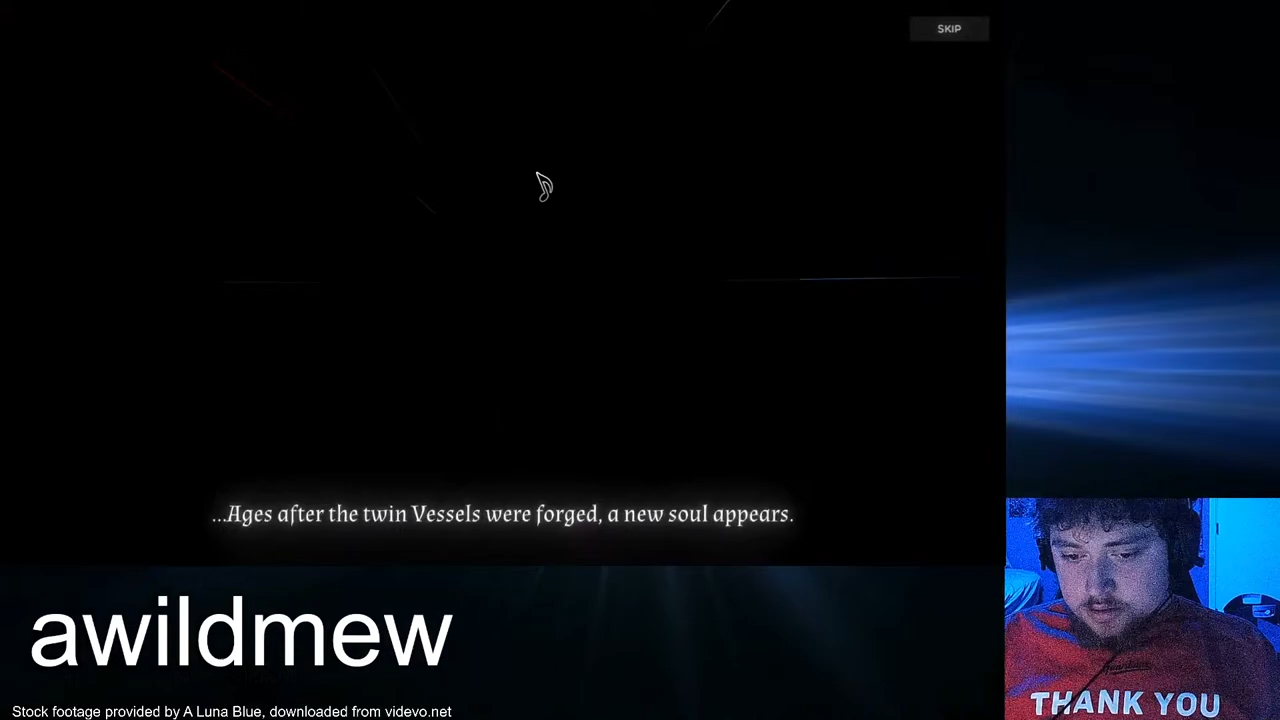 SKIP
...Ages after the twin Vessels were forged, a new soul appears.
awildmew
THANK YOU
Stock footage provided by A Luna Blue, downloaded from videvo.net